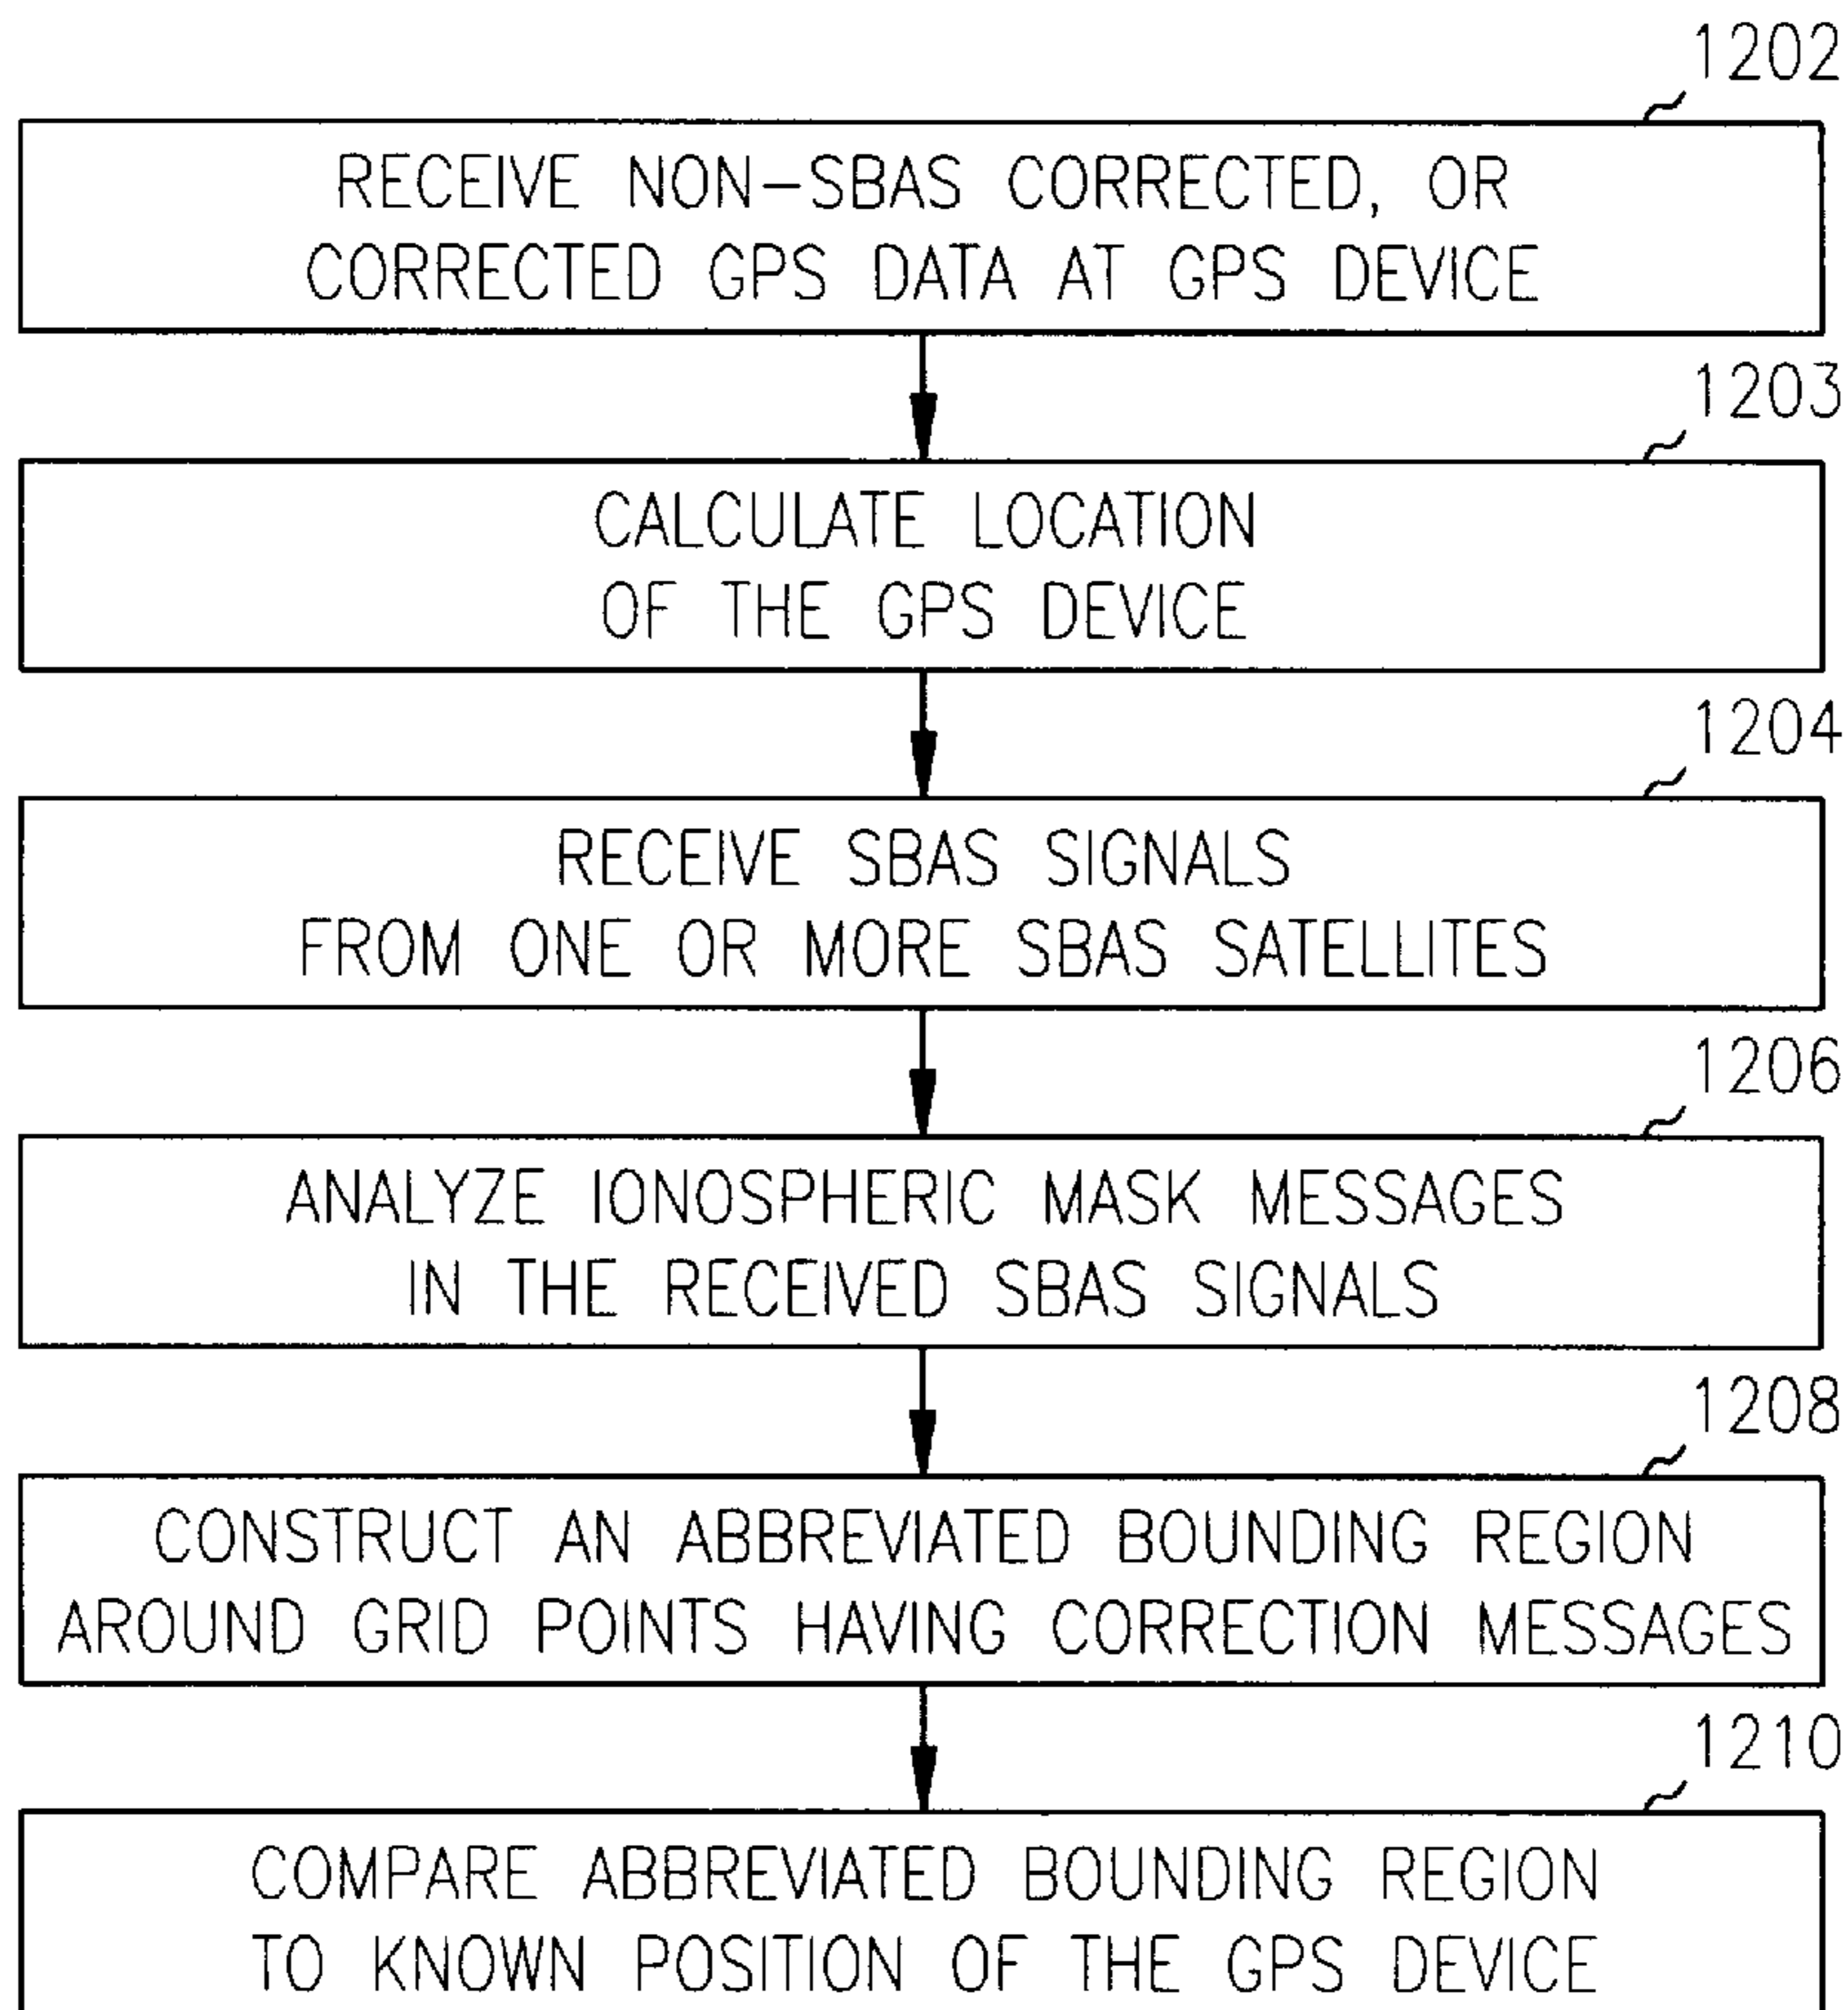 1202
RECEIVE NON-SBAS CORRECTED, OR
CORRECTED GPS DATA AT GPS DEVICE
1203
CALCULATE LOCATION
OF THE GPS DEVICE
1204
RECEIVE SBAS SIGNALS
FROM ONE OR MORE SBAS SATELLITES
1206
ANALYZE IONOSPHERIC MASK MESSAGES
IN THE RECEIVED SBAS SIGNALS
1208
CONSTRUCT AN ABBREVIATED BOUNDING REGION
AROUND GRID POINTS HAVING CORRECTION MESSAGES
1210
COMPARE ABBREVIATED BOUNDING REGION
TO KNOWN POSITION OF THE GPS DEVICE